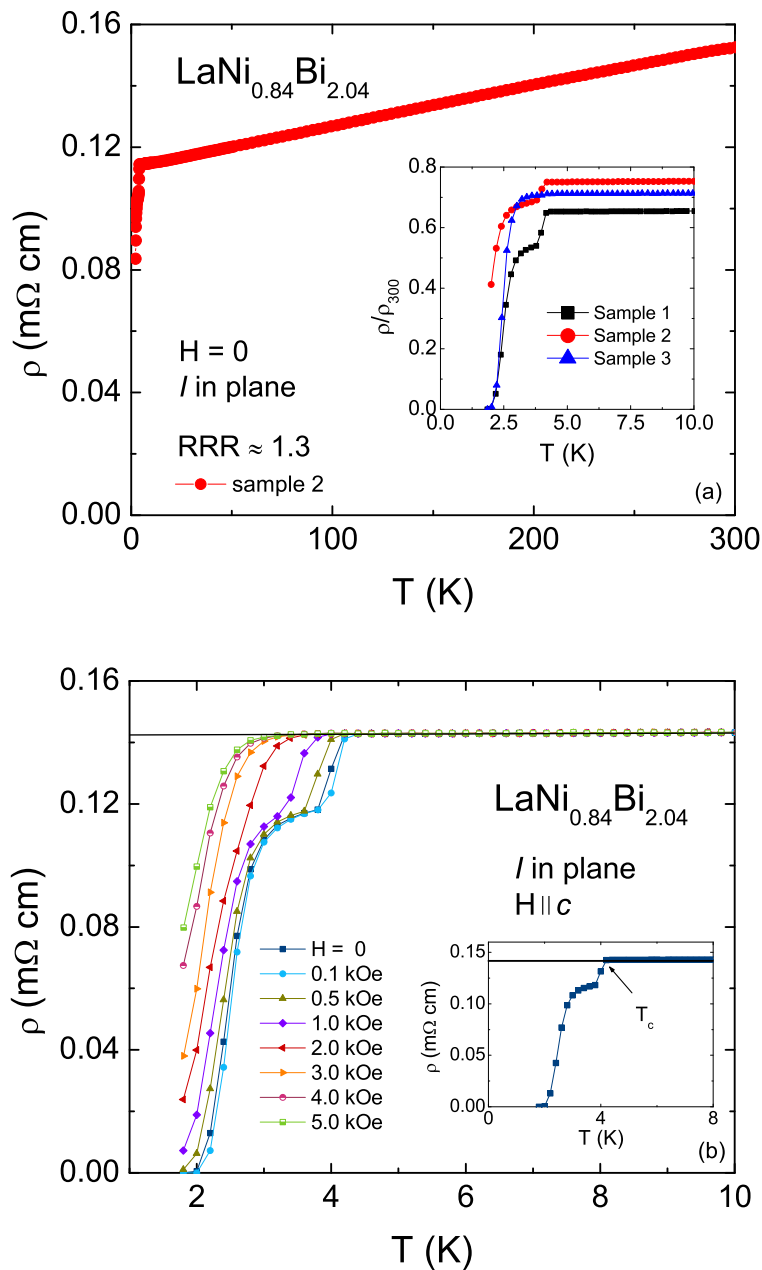 0.16
LaNi0.84Bi2.04
0.12
0.8
0.6
0.08
ρ/ρ300
0.4
Sample 1
ρ (mΩ cm)
H = 0
Sample 2
I in plane
0.2
Sample 3
0.04
0.0
RRR ≈ 1.3
0.0 2.5 5.0 7.5 10.0
T (K)
sample 2
(a)
0.00
0 100 200 300
T (K)
0.16
0.12
LaNi0.84Bi2.04
I in plane
H || c
0.08
ρ (mΩ cm)
H = 0
0.1 kOe
0.5 kOe
1.0 kOe
2.0 kOe
3.0 kOe
4.0 kOe
5.0 kOe
0.15
0.10
Tc
ρ (mΩ cm)
0.05
0.00
0 4 8
T (K)
(b)
0.04
0.00
2 4 6 8 10
T (K)